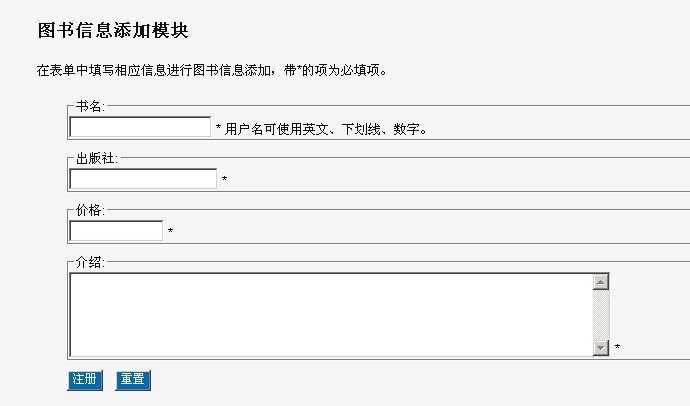 图书信息添加模块
在表单中填写相应信息进行图书信息添加，带*的项为必填项。
书名:
* 用户名可使用英文、下划线、数字。
出版社:
*
价格:
*
介绍:
*
注册 重置